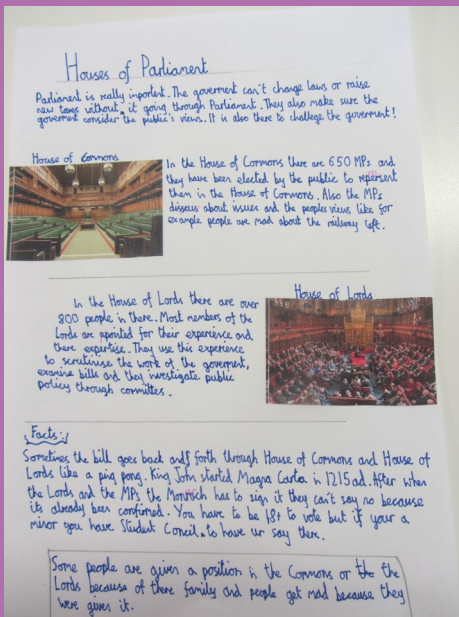 Houses of Parliament
Parliament is really importent. The goverment can't change laws or raise
new taxes without it going through Parliament. They also make sure the
goverment consider the public's views. It is also there to challege the goverment!
House of Commons
In the House of Commons there are 650 MPs and
they have been elected by the public to repersent
them in the House of Commons. Also the MPs
disscus about issues and the peoples views like for
example people are mad about the railway left.
House of Lords
In the House of Lords there are over
800 people in there. Most members of the
Lords are apointed for their experience and
there expertise. They use this experience
to scrutinise the work of the goverment,
examine bills and they investigate public
policy through committes.
Facts:
Sometimes the bill goes back and forth through House of Commons and House of
Lords like a ping pong. King John started Magna Carta in 1215ad. After when
the Lords and the MPs the Monrich has to sign it they can't say no because
its already been confirmed. You have to be 18+ to vote but if your a
minor you have Student Concil to have ur say there.
Some people are given a position in the Commons or the the
Lords because of there family and people get mad because they
were given it.